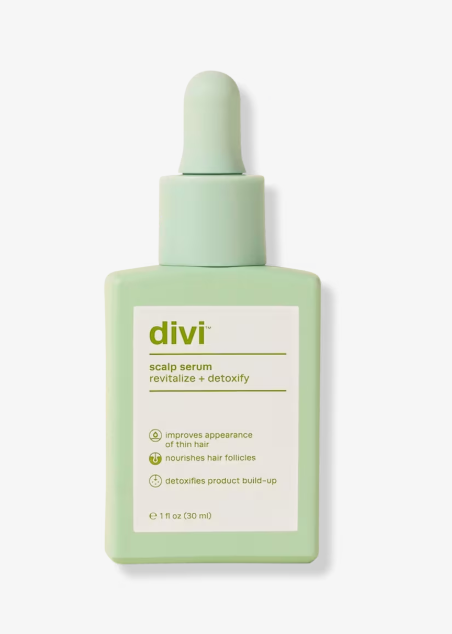 divi™
scalp serum
revitalize + detoxify
improves appearance
of thin hair
nourishes hair follicles
detoxifies product build-up
℮ 1 fl oz (30 ml)